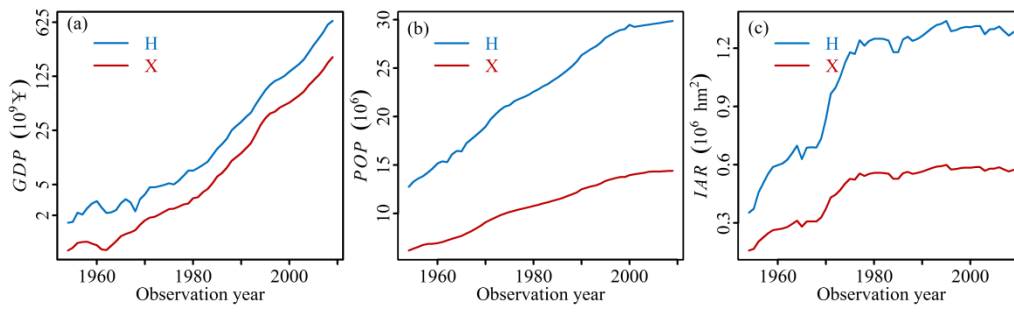 (a)
H
X
GDP (10⁹¥)
625
125
25
5
2
1960
1980
2000
Observation year
(b)
H
X
POP (10⁶)
30
25
20
15
10
1960
1980
2000
Observation year
(c)
H
X
IAR (10⁶ hm²)
1.2
0.9
0.6
0.3
1960
1980
2000
Observation year